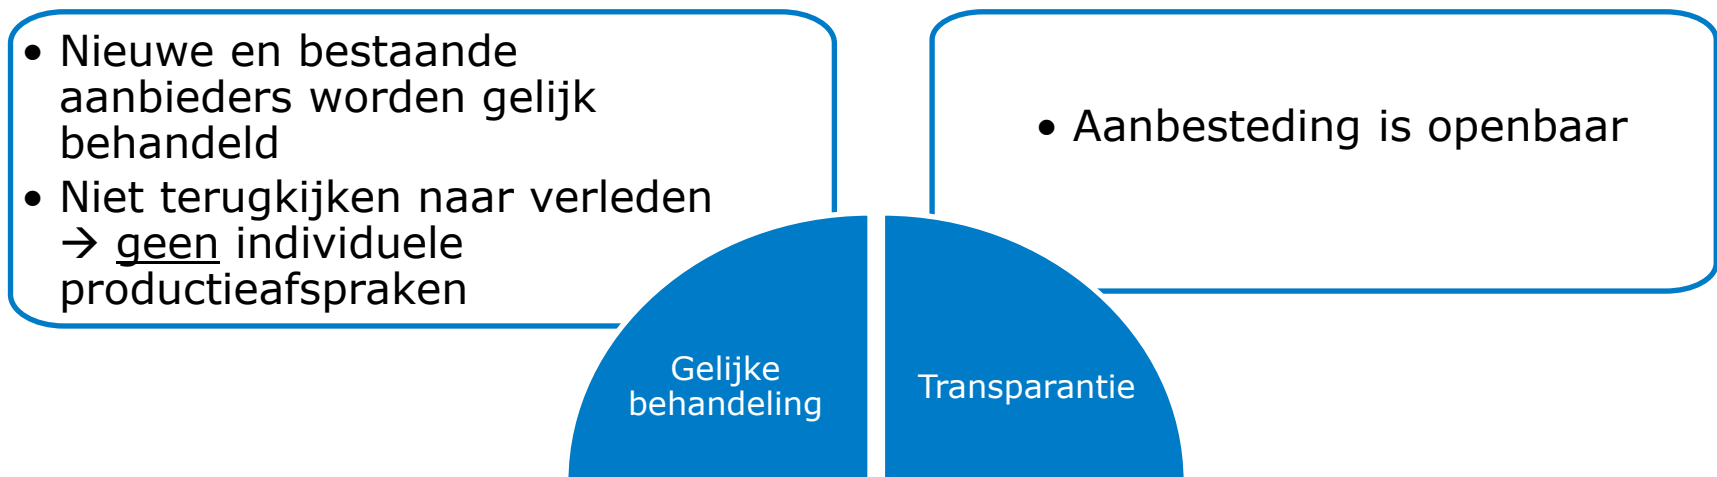 • Nieuwe en bestaande
aanbieders worden gelijk
behandeld
• Niet terugkijken naar verleden
→ geen individuele
productieafspraken
• Aanbesteding is openbaar
Gelijke
behandeling
Transparantie